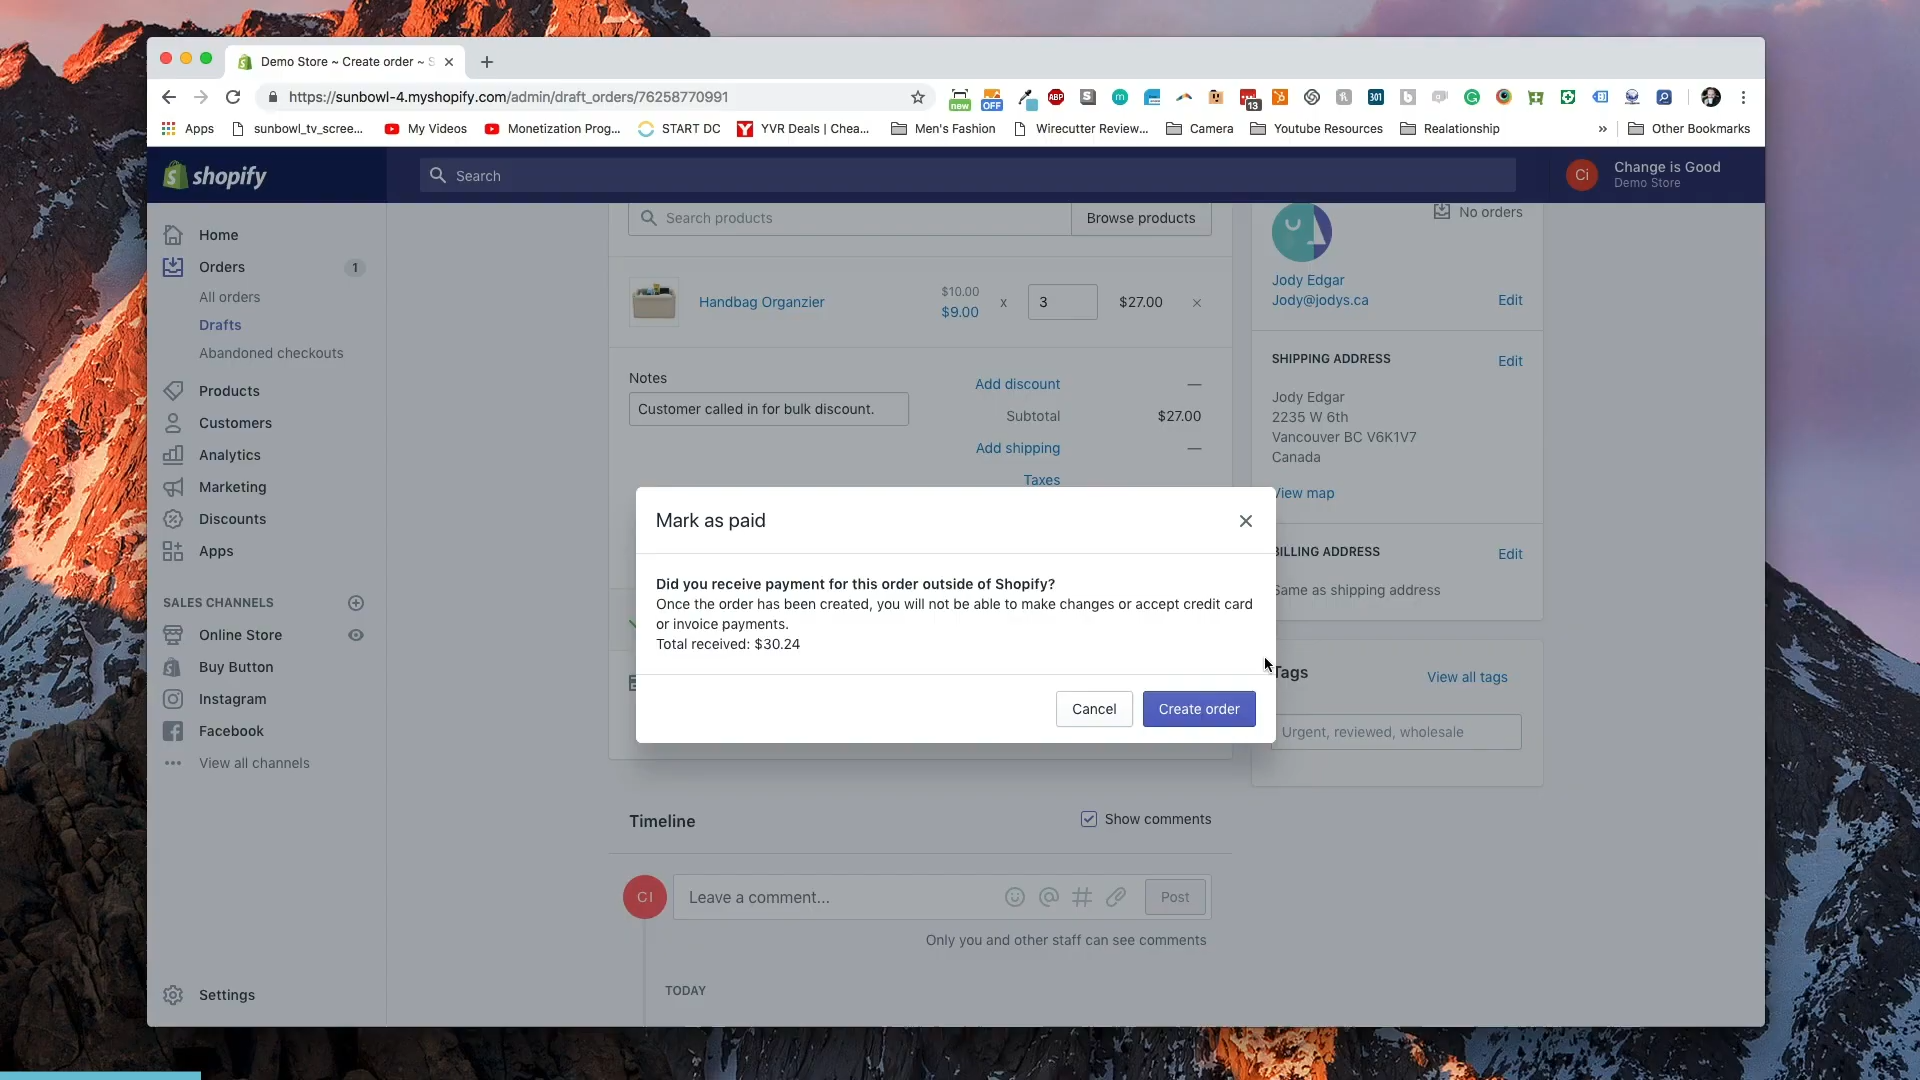 Demo Store ~ Create order ~ S
https://sunbowl-4.myshopify.com/admin/draft_orders/76258770991
new
OFF
ABP
13
301
Apps
sunbowl_tv_scree...
My Videos
Monetization Prog...
START DC
YVR Deals | Chea...
Men's Fashion
Wirecutter Review...
Camera
Youtube Resources
Realationship
»
Other Bookmarks
shopify
Search
Ci
Change is Good
Demo Store
Home
Orders
1
All orders
Drafts
Abandoned checkouts
Products
Customers
Analytics
Marketing
Discounts
Apps
SALES CHANNELS
Online Store
Buy Button
Instagram
Facebook
View all channels
Settings
Search products
Browse products
Handbag Organzier
$10.00
$9.00
x
3
$27.00
Notes
Customer called in for bulk discount.
Add discount
—
Subtotal
$27.00
Add shipping
—
Taxes
Mark as paid
Did you receive payment for this order outside of Shopify?
Once the order has been created, you will not be able to make changes or accept credit card
or invoice payments.
Total received: $30.24
Cancel
Create order
Timeline
Show comments
CI
Leave a comment...
Post
Only you and other staff can see comments
TODAY
No orders
Jody Edgar
Jody@jodys.ca
Edit
SHIPPING ADDRESS
Edit
Jody Edgar
2235 W 6th
Vancouver BC V6K1V7
Canada
View map
BILLING ADDRESS
Edit
Same as shipping address
Tags
View all tags
Urgent, reviewed, wholesale